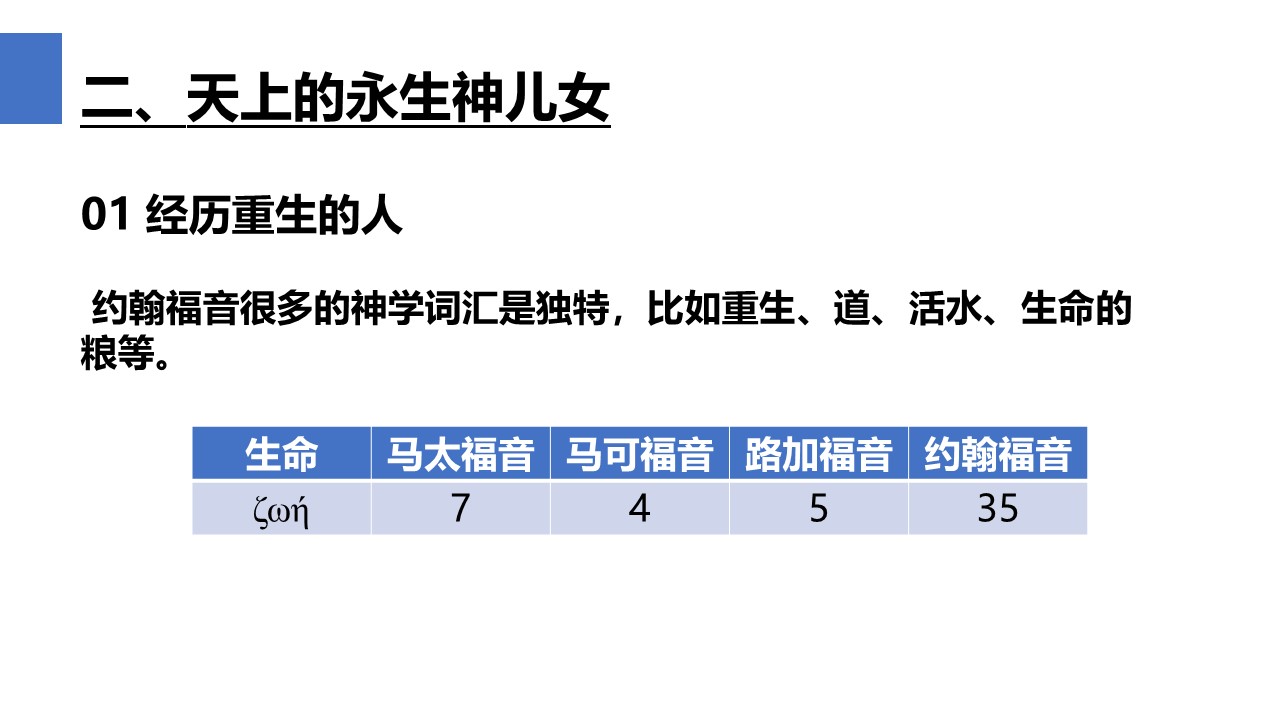 二、天上的永生神儿女
01 经历重生的人
约翰福音很多的神学词汇是独特，比如重生、道、活水、生命的
粮等。
生命 马太福音 马可福音 路加福音 约翰福音
ζωή 7 4 5 35